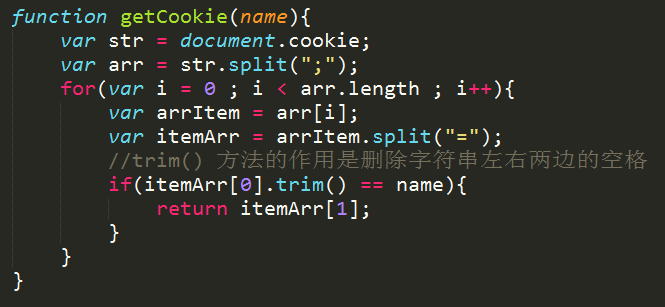 function getCookie(name){
    var str = document.cookie;
    var arr = str.split(";");
    for(var i = 0 ; i < arr.length ; i++){
        var arrItem = arr[i];
        var itemArr = arrItem.split("=");
        //trim() 方法的作用是删除字符串左右两边的空格
        if(itemArr[0].trim() == name){
            return itemArr[1];
        }
    }
}